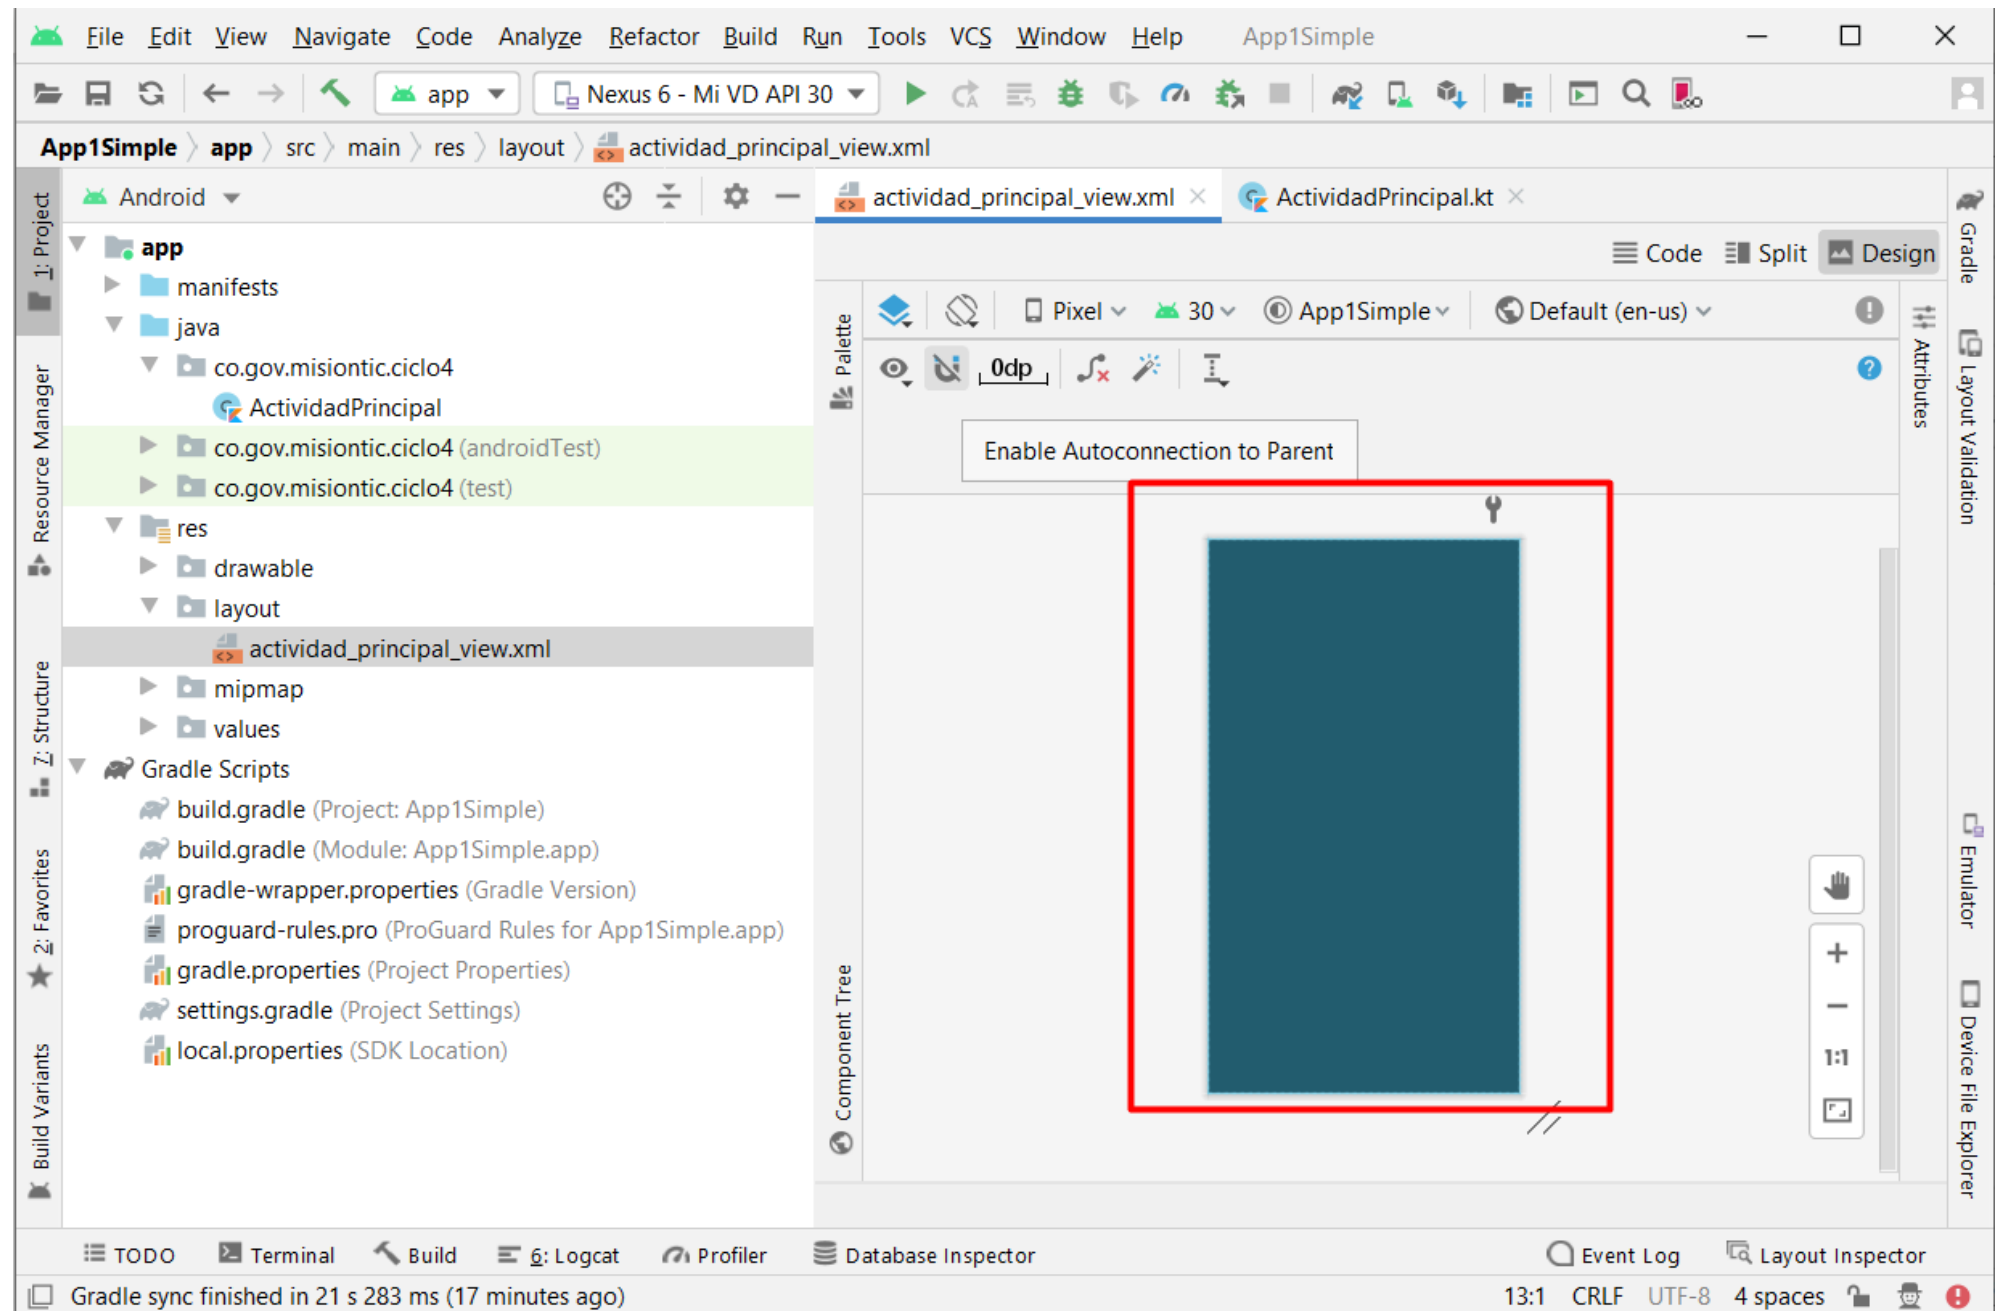 File Edit View Navigate Code Analyze Refactor Build Run Tools VCS Window Help App1Simple
app Nexus 6 - Mi VD API 30
App1Simple app src main res layout actividad_principal_view.xml
1: Project
Resource Manager
7: Structure
2: Favorites
Build Variants
Android
app
manifests
java
co.gov.misiontic.ciclo4
ActividadPrincipal
co.gov.misiontic.ciclo4 (androidTest)
co.gov.misiontic.ciclo4 (test)
res
drawable
layout
actividad_principal_view.xml
mipmap
values
Gradle Scripts
build.gradle (Project: App1Simple)
build.gradle (Module: App1Simple.app)
gradle-wrapper.properties (Gradle Version)
proguard-rules.pro (ProGuard Rules for App1Simple.app)
gradle.properties (Project Properties)
settings.gradle (Project Settings)
local.properties (SDK Location)
actividad_principal_view.xml ActividadPrincipal.kt
Code Split Design
Palette
Component Tree
Pixel 30 App1Simple Default (en-us)
0dp
Enable Autoconnection to Parent
1:1
Attributes
Gradle
Layout Validation
Emulator
Device File Explorer
TODO Terminal Build 6: Logcat Profiler Database Inspector Event Log Layout Inspector
Gradle sync finished in 21 s 283 ms (17 minutes ago) 13:1 CRLF UTF-8 4 spaces